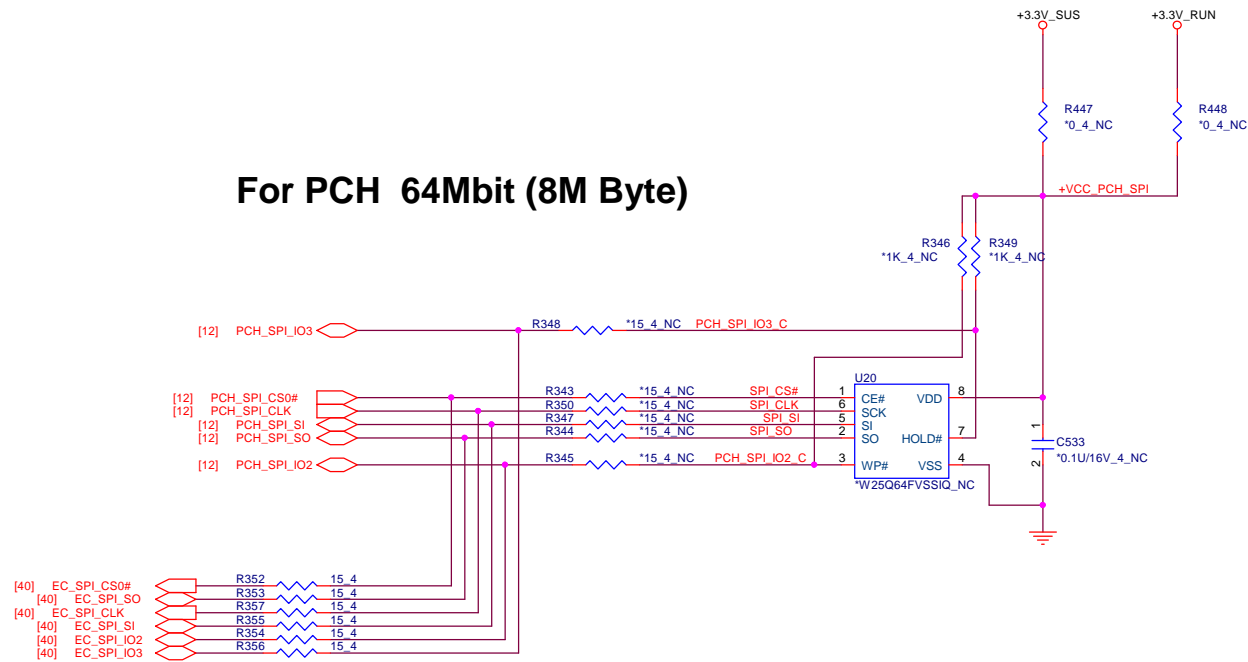 +3.3V_SUS +3.3V_RUN
R447 R448
*0_4_NC *0_4_NC
For PCH 64Mbit (8M Byte)
+VCC_PCH_SPI
R346 R349
*1K_4_NC *1K_4_NC
[12] PCH_SPI_IO3 R348 *15_4_NC PCH_SPI_IO3_C
U20
[12] PCH_SPI_CS0# R343 *15_4_NC SPI_CS# 1 CE# VDD 8
[12] PCH_SPI_CLK R350 *15_4_NC SPI_CLK 6 SCK
[12] PCH_SPI_SI R347 *15_4_NC SPI_SI 5 SI 1
[12] PCH_SPI_SO R344 *15_4_NC SPI_SO 2 SO HOLD# 7
C533
[12] PCH_SPI_IO2 R345 *15_4_NC PCH_SPI_IO2_C 3 WP# VSS 4 2 *0.1U/16V_4_NC
*W25Q64FVSSIQ_NC
[40] EC_SPI_CS0# R352 15_4
[40] EC_SPI_SO R353 15_4
[40] EC_SPI_CLK R357 15_4
[40] EC_SPI_SI R355 15_4
[40] EC_SPI_IO2 R354 15_4
[40] EC_SPI_IO3 R356 15_4